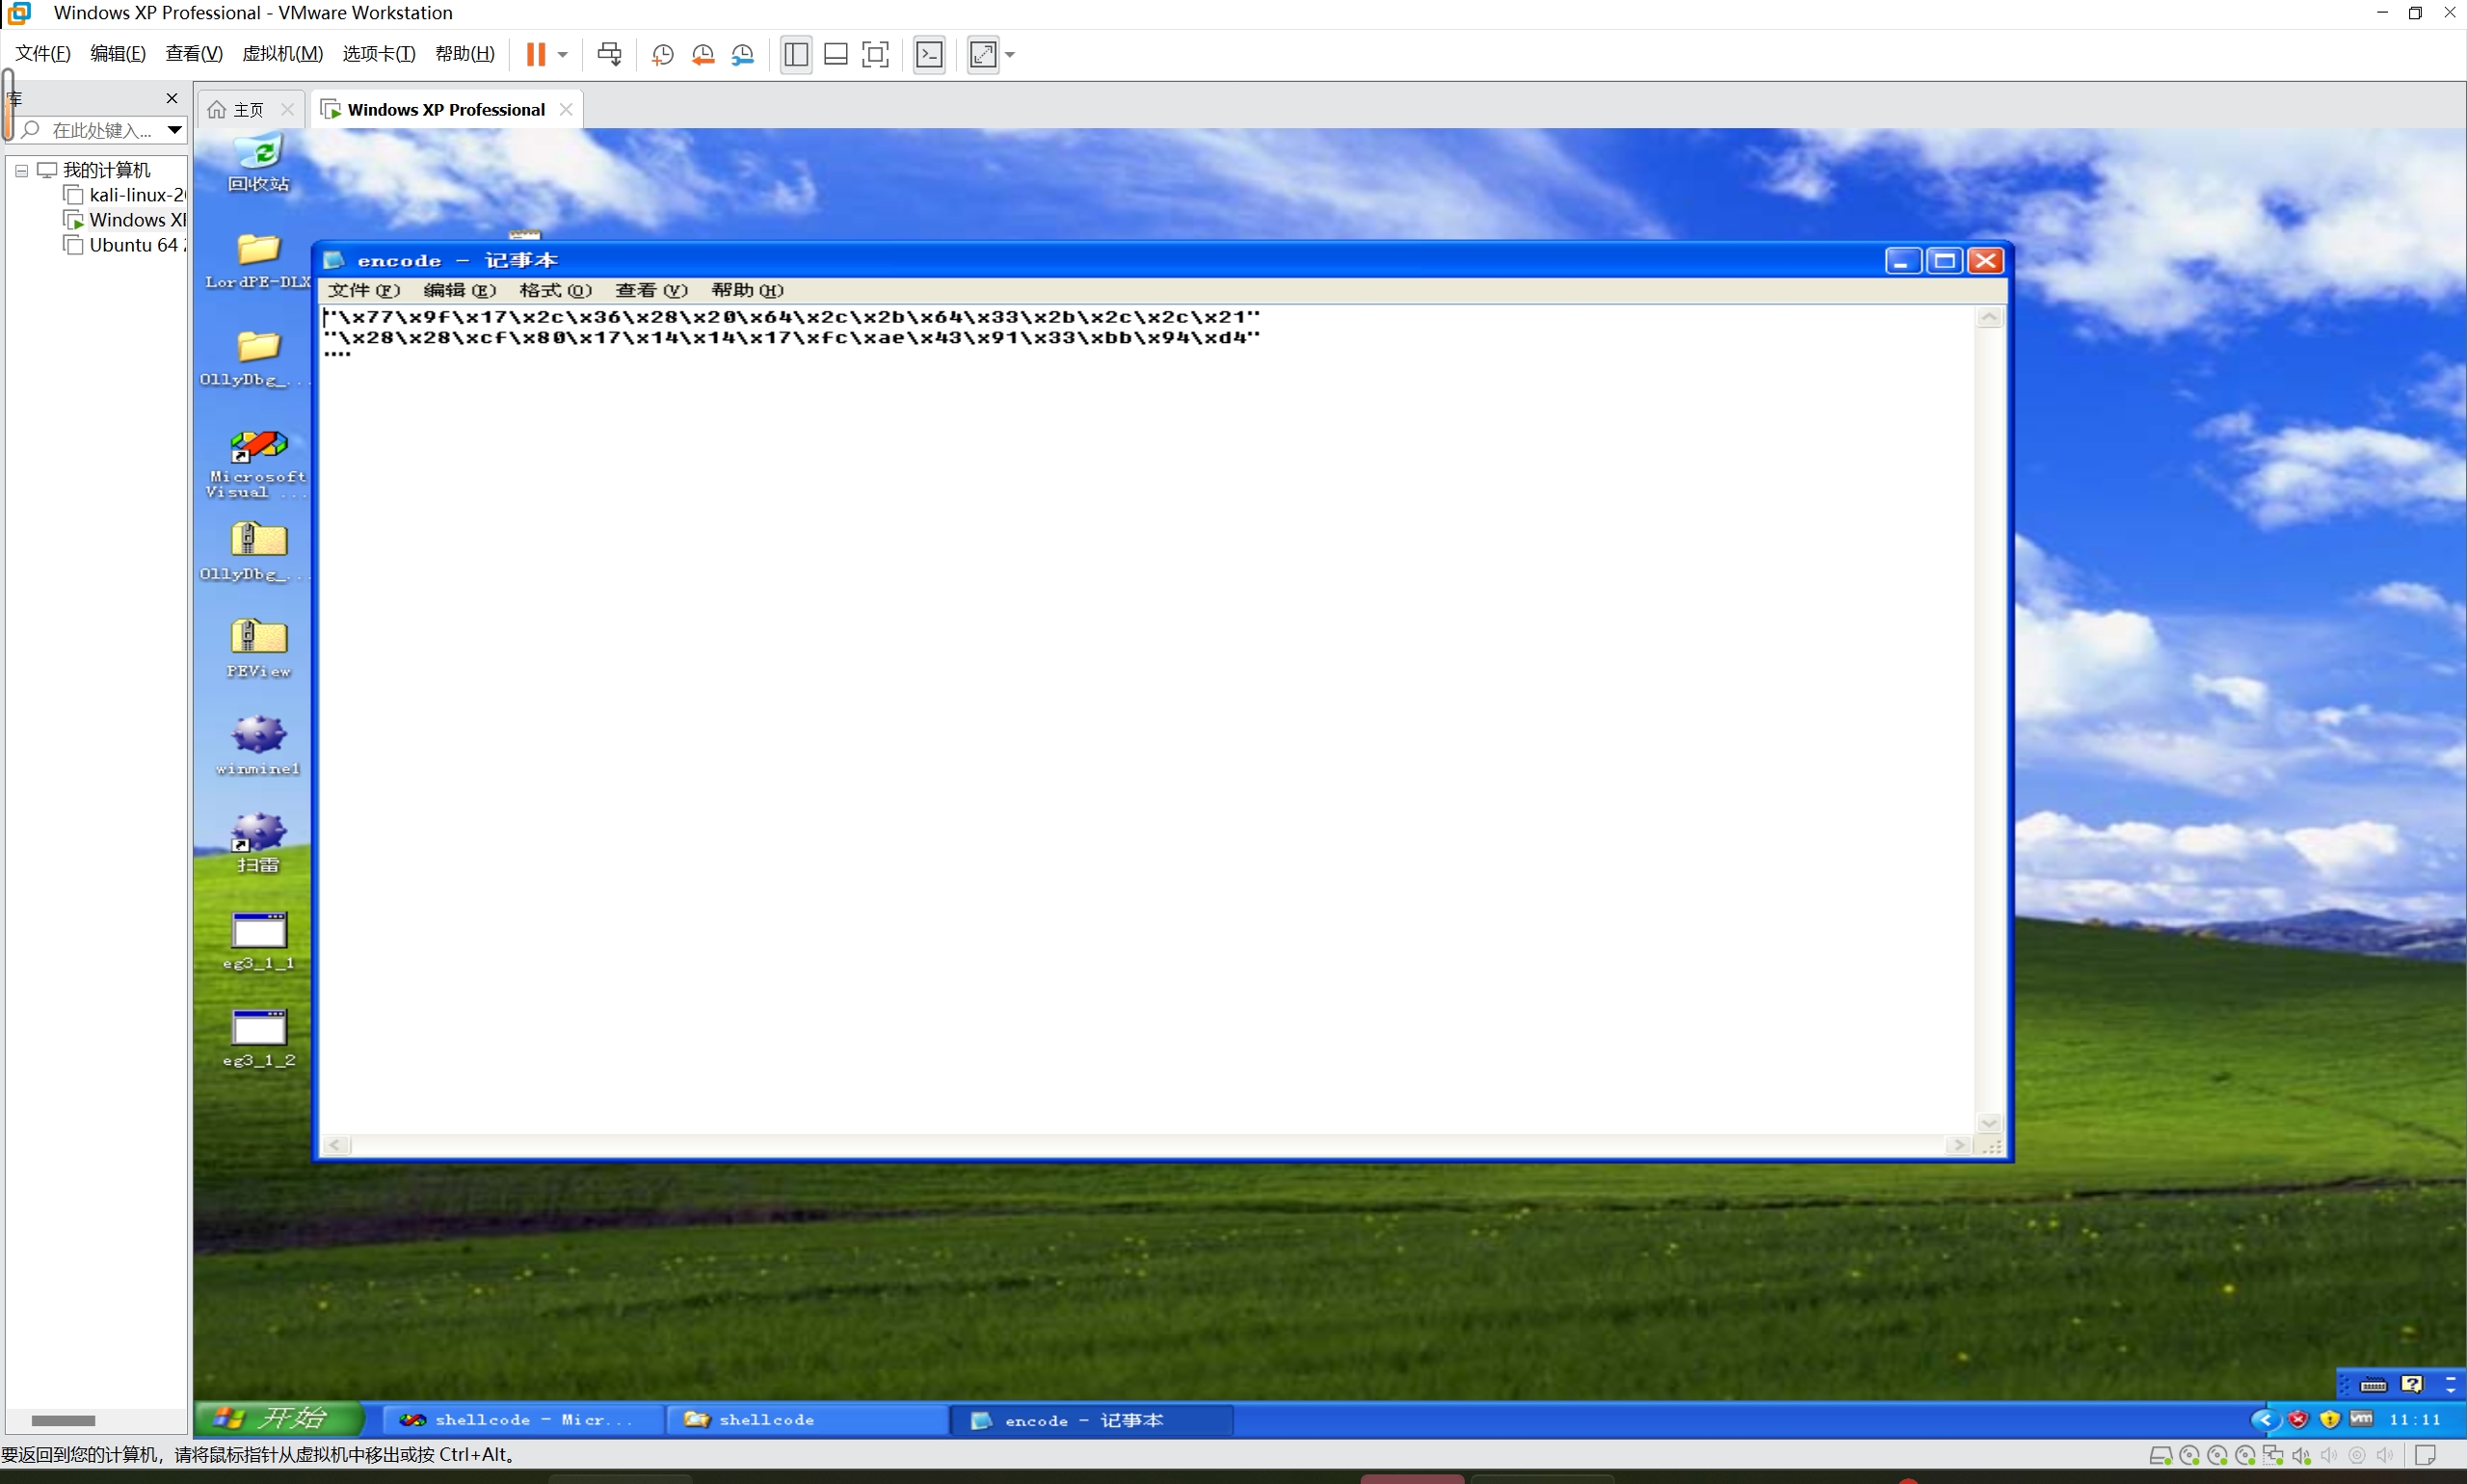 Windows XP Professional - VMware Workstation
文件(F) 编辑(E) 查看(V) 虚拟机(M) 选项卡(T) 帮助(H)
库
主页
Windows XP Professional
在此处键入...
我的计算机
kali-linux-2
Windows XP
Ubuntu 64
回收站
LordPE-DLX
OllyDbg_...
Microsoft
Visual ...
OllyDbg_...
PEView
winmine1
扫雷
eg3_1_1
eg3_1_2
encode - 记事本
文件(F) 编辑(E) 格式(O) 查看(V) 帮助(H)
"\x77\x9f\x17\x2c\x36\x28\x20\x64\x2c\x2b\x64\x33\x2b\x2c\x2c\x21"
"\x28\x28\xcf\x80\x17\x14\x14\x17\xfc\xae\x43\x91\x33\xbb\x94\xd4"
""
开始
shellcode - Micr...
shellcode
encode - 记事本
11:11
要返回到您的计算机，请将鼠标指针从虚拟机中移出或按 Ctrl+Alt。